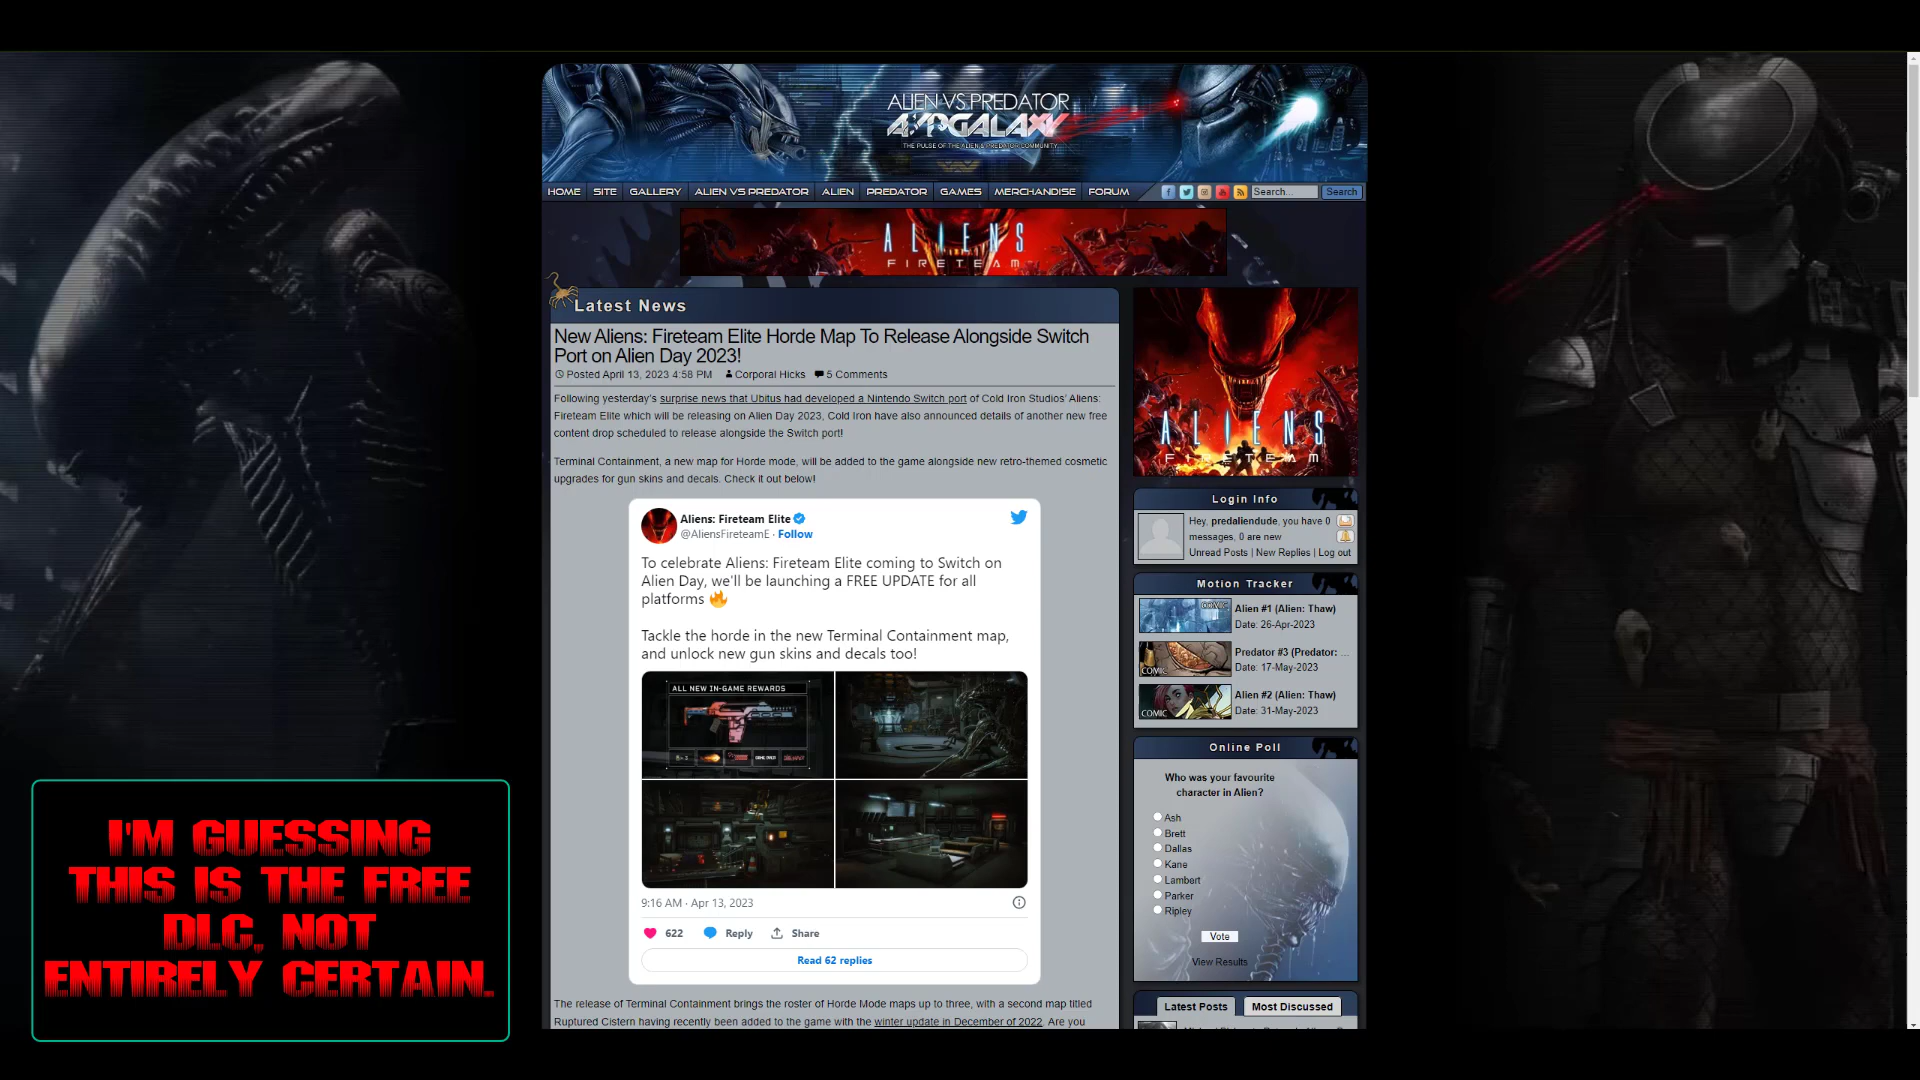 ALIEN VS. PREDATOR
AVPGALAXY
THE PULSE OF THE ALIEN & PREDATOR COMMUNITY
HOME SITE GALLERY ALIEN VS PREDATOR ALIEN PREDATOR GAMES MERCHANDISE FORUM Search... Search
ALIENS
FIRETEAM
Latest News
New Aliens: Fireteam Elite Horde Map To Release Alongside Switch
Port on Alien Day 2023!
Posted April 13, 2023 4:58 PM Corporal Hicks 5 Comments
Following yesterday's surprise news that Ubitus had developed a Nintendo Switch port of Cold Iron Studios' Aliens:
Fireteam Elite which will be releasing on Alien Day 2023, Cold Iron have also announced details of another new free
content drop scheduled to release alongside the Switch port!
Terminal Containment, a new map for Horde mode, will be added to the game alongside new retro-themed cosmetic
upgrades for gun skins and decals. Check it out below!
Aliens: Fireteam Elite
@AliensFireteamE · Follow
To celebrate Aliens: Fireteam Elite coming to Switch on
Alien Day, we'll be launching a FREE UPDATE for all
platforms 🔥
Tackle the horde in the new Terminal Containment map,
and unlock new gun skins and decals too!
ALL NEW IN-GAME REWARDS
9:16 AM · Apr 13, 2023
622 Reply Share
Read 62 replies
The release of Terminal Containment brings the roster of Horde Mode maps up to three, with a second map titled
Ruptured Cistern having recently been added to the game with the winter update in December of 2022. Are you
ALIENS
FIRETEAM
Login Info
Hey, predaliendude, you have 0
messages, 0 are new
Unread Posts | New Replies | Log out
Motion Tracker
COMIC
Alien #1 (Alien: Thaw)
Date: 26-Apr-2023
COMIC
Predator #3 (Predator: ...
Date: 17-May-2023
COMIC
Alien #2 (Alien: Thaw)
Date: 31-May-2023
Online Poll
Who was your favourite
character in Alien?
Ash
Brett
Dallas
Kane
Lambert
Parker
Ripley
Vote
View Results
Latest Posts Most Discussed
I'M GUESSING
THIS IS THE FREE
DLC, NOT
ENTIRELY CERTAIN.